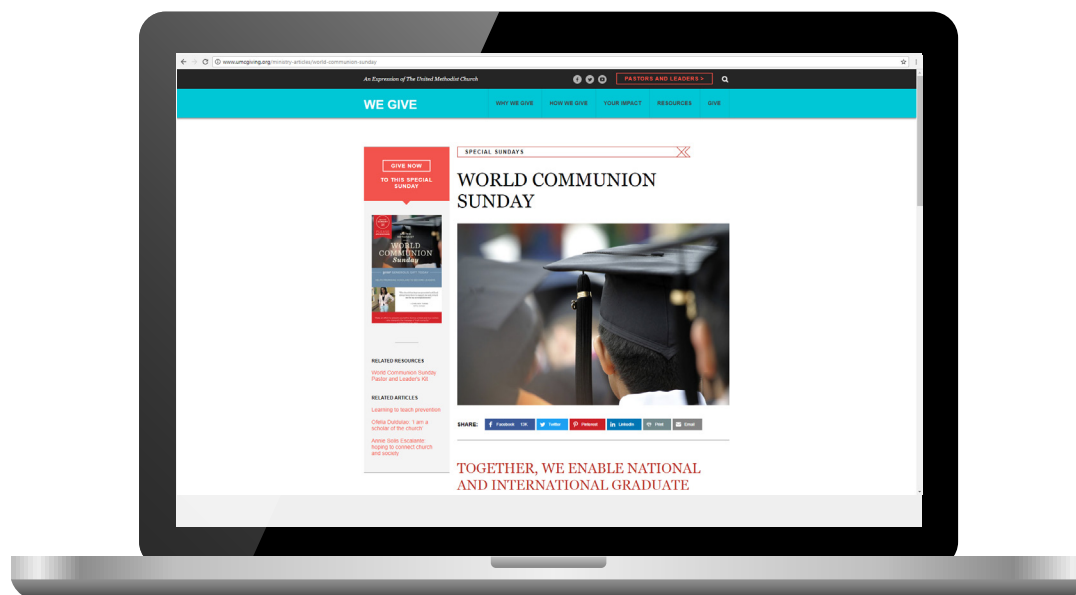 www.umcgiving.org/ministry-articles/world-communion-sunday
An Expression of The United Methodist Church
PASTORS AND LEADERS >
WE GIVE
WHY WE GIVE
HOW WE GIVE
YOUR IMPACT
RESOURCES
GIVE
GIVE NOW
TO THIS SPECIAL
SUNDAY
WORLD
COMMUNION
Sunday
RELATED RESOURCES
World Communion Sunday
Pastor and Leader's Kit
RELATED ARTICLES
Learning to teach prevention
I am a
scholar of the church
Annie Solis Escalante:
hoping to connect church
and society
SPECIAL SUNDAYS
WORLD COMMUNION
SUNDAY
SHARE:
Facebook 13K
Twitter
Pinterest
LinkedIn
Print
Email
TOGETHER, WE ENABLE NATIONAL
AND INTERNATIONAL GRADUATE